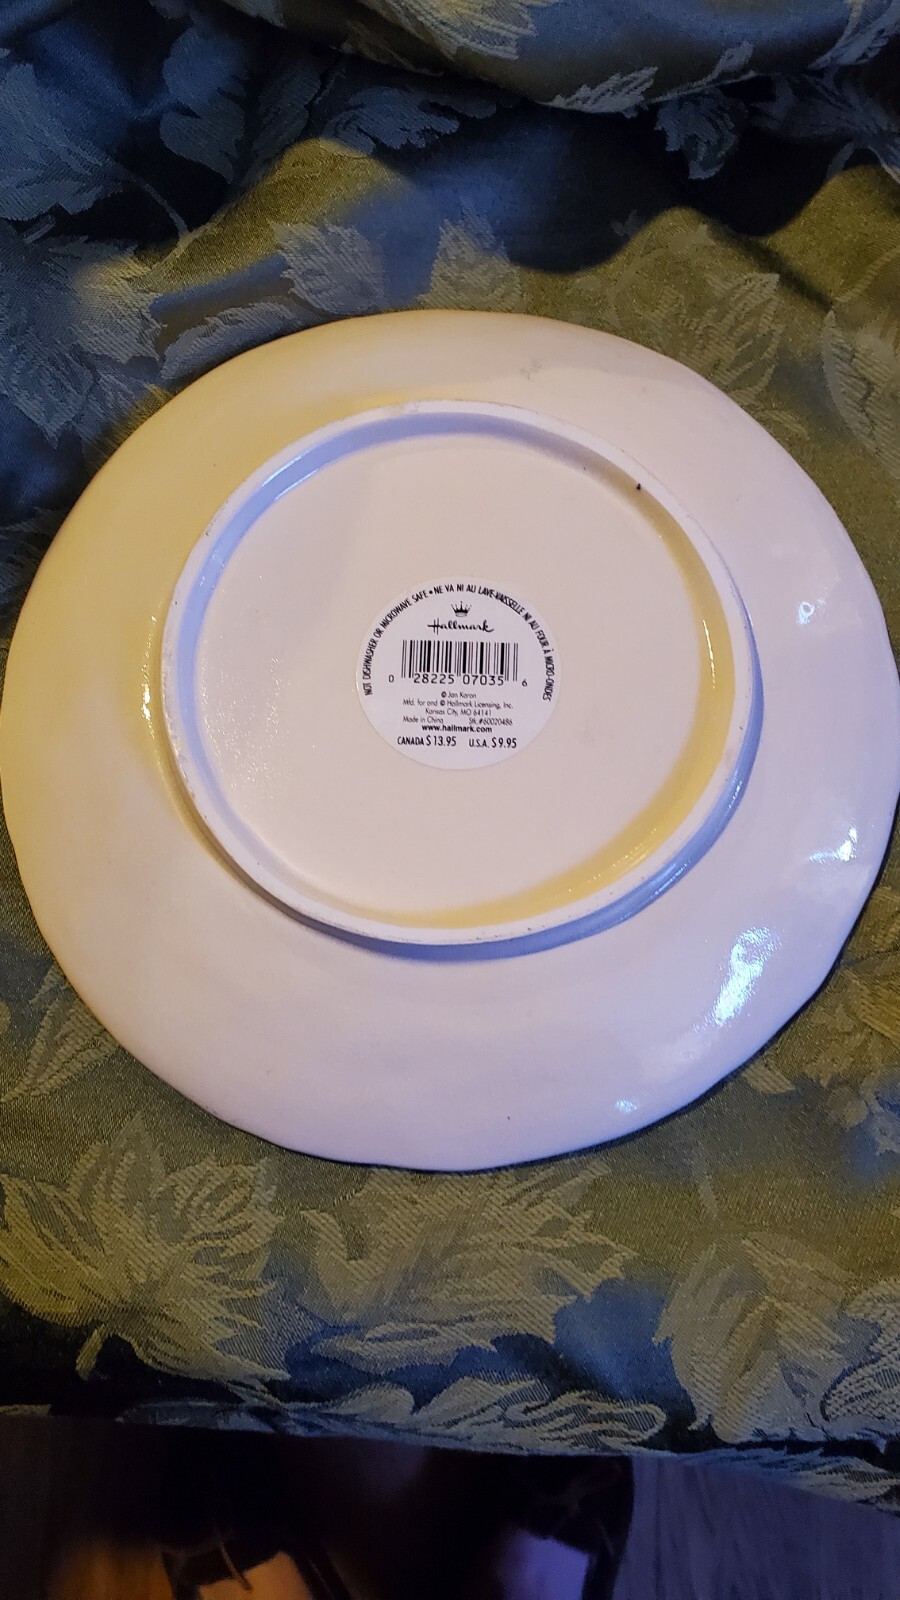 NOT DISHWASHER OR MICROWAVE SAFE • NE VA NI AU LAVE-VAISSELLE NI AU FOUR À MICRO-ONDES
Hallmark
0 28225 07035 6
© Jan Karon
Mfd. for and © Hallmark Licensing, Inc.
Kansas City, MO 64141
Made in China Stk.#60020486
www.hallmark.com
CANADA $13.95 U.S.A. $9.95